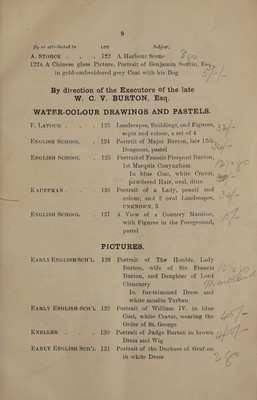 9
By or attributed to LOT Subject.
A. STORCK . . . 122 A Harbour Scene
122A A Chinese glass Picture, Portrait of Benjamin Esq.,
in gold-embroidered grey Coat with his Dog 5/-
By direction of the Executors of the late
W. C. V. BURTON, Esq.
WATER-COLOUR DRAWINGS AND PASTELS.
F. LATOUR . . . 123 Landscapes, Buildings, and Figures,
sepia and colour, a set of 4 32/-
ENGLISH SCHOOL . 124 Portrit of Major Burton, late 12th
Dragoons, pastel
ENGLISH SCHOOL 125 Portrait of Francis Pierpont Burton,
1st Marquis Conyngham
In blue Coat, white Cravat,
powdered Hair, oval, ditto
KAUFFMAN . . . 126 Portrait of a Lady, pencil and
colour, and 2 oval Landscapes, 30/-
UNKNOWN, 3
ENGLISH SCHOOL . 127 A View of a Country Mansion,
with Figures in the Foreground,
pastel
PICTURES.
EARLY ENGLISH SCH'L. 128 Portrait of The Honble. Lady
Burton, wife of Sir Francis
Burton, and Daughter of Lord
Clancurry
In fur-trimmed Dress and
white muslin Turban
EARLY ENGLISH SCH'L 129 Portrait of William IV. in blue
Coat, white Cravat, wearing the 45/-
Order of St. George
KNELLER . . . 130 Portrait of Judge Burton in brown
Dress and Wig
EARLY ENGLISH SCH'L 131 Portrait of the Duchess of Grafton
in white Dress